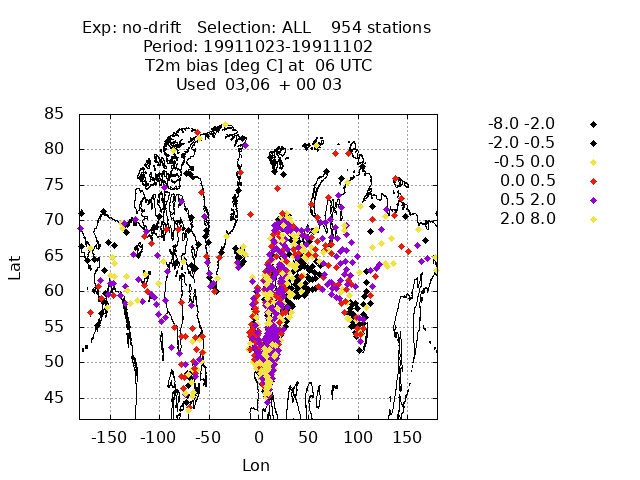 Exp: no-drift   Selection: ALL    954 stations
Period: 19911023-19911102
T2m bias [deg C] at  06 UTC
Used  03,06  + 00 03
85
80
75
70
65
60
55
50
45
Lat
-150 -100 -50 0 50 100 150
Lon
-8.0 -2.0
-2.0 -0.5
-0.5 0.0
0.0 0.5
0.5 2.0
2.0 8.0